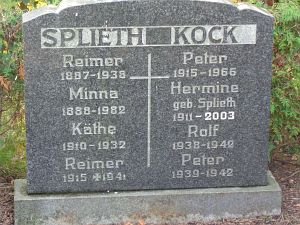 SPLIETH KOCK
Reimer
1887-1938
Minna
1888-1982
Käthe
1910-1932
Reimer
1915 ✠1941
Peter
1915-1966
Hermine
geb. Splieth
1911-2003
Rolf
1938-1942
Peter
1939-1942